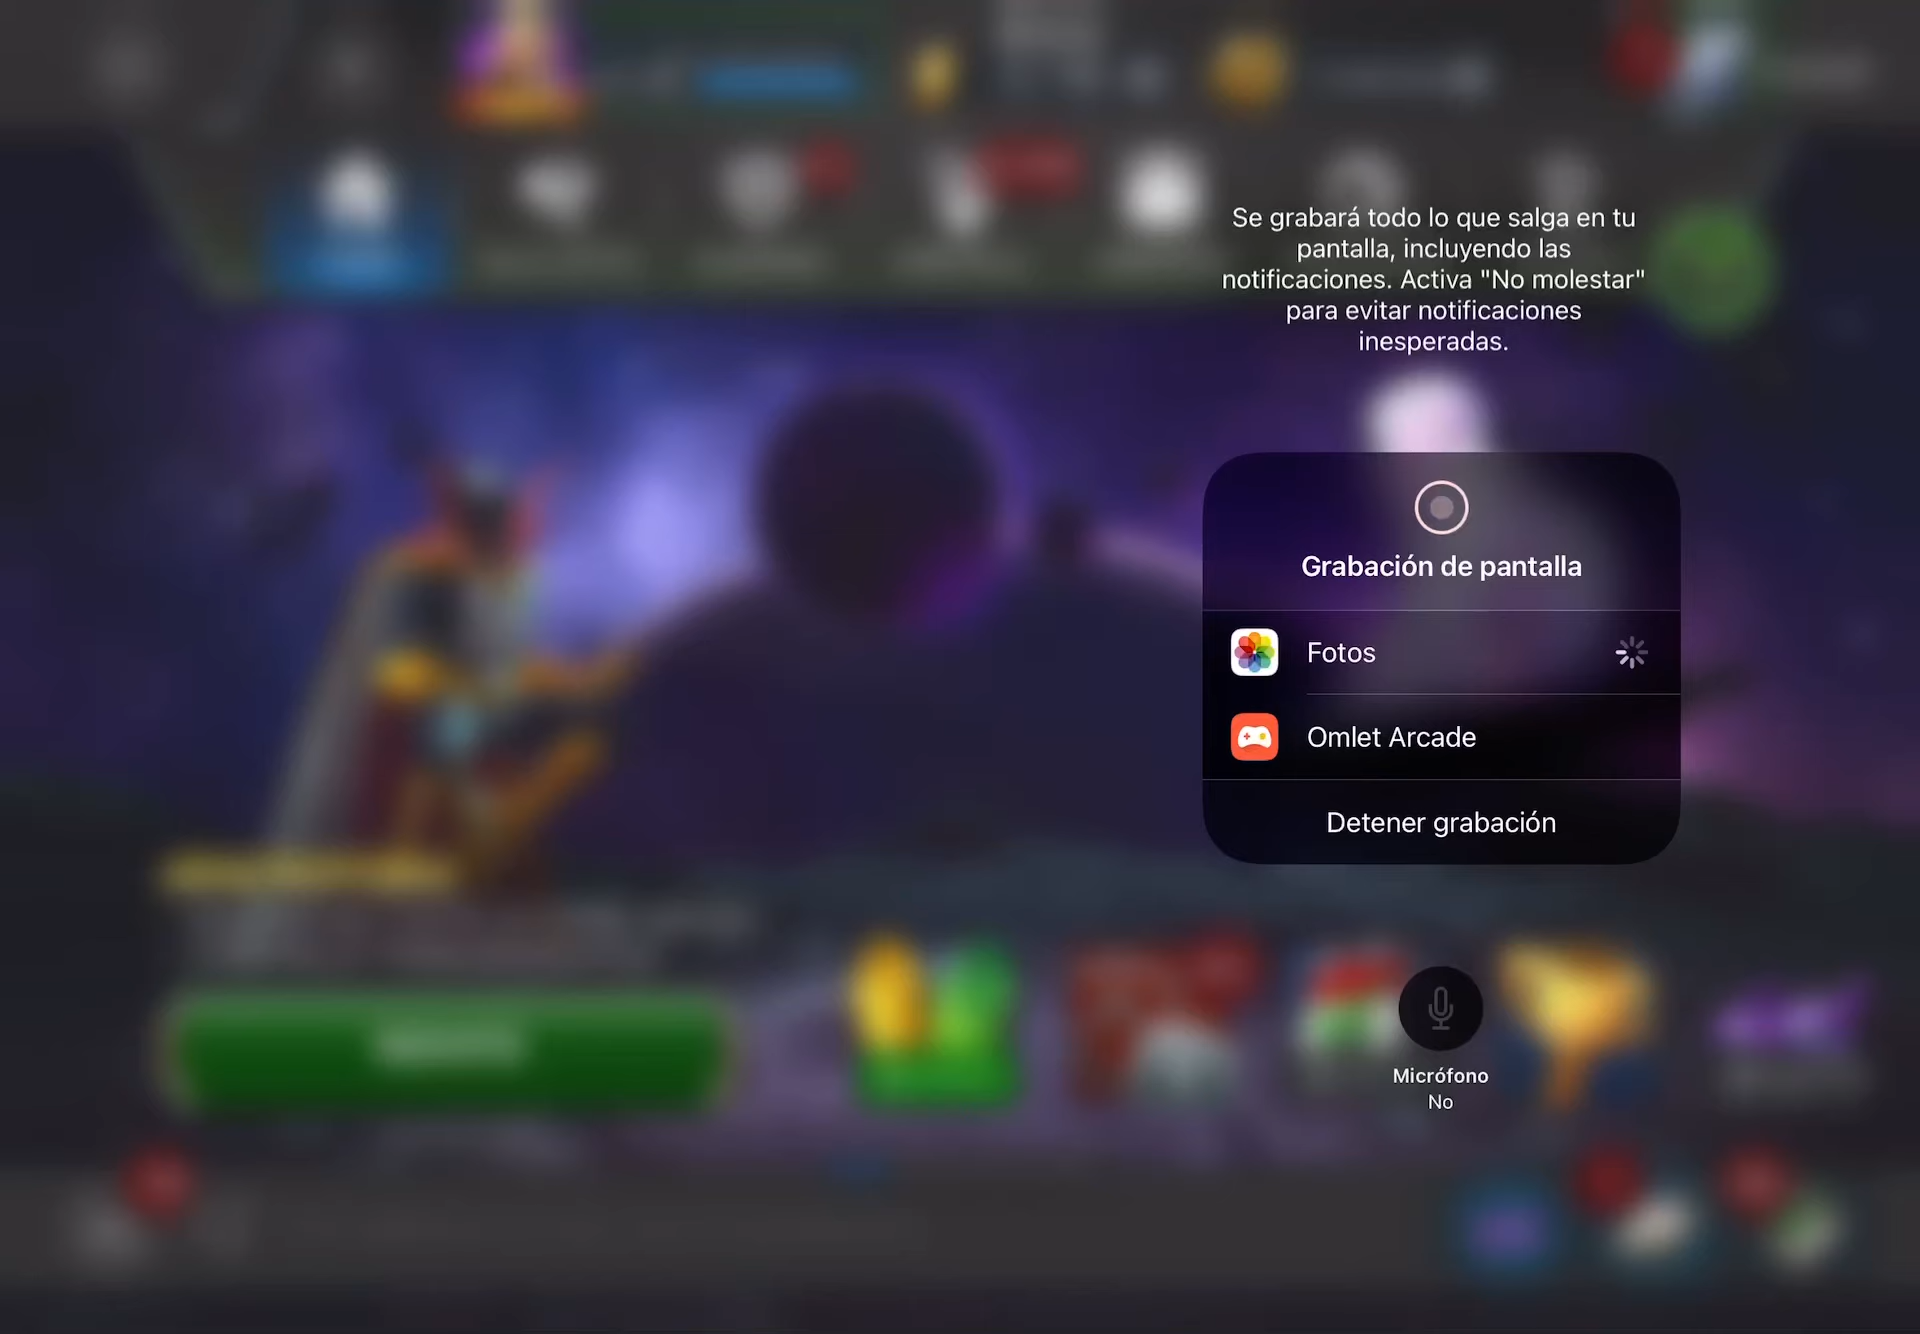 Se grabará todo lo que salga en tu
pantalla, incluyendo las
notificaciones. Activa "No molestar"
para evitar notificaciones
inesperadas.
Grabación de pantalla
Fotos
Omlet Arcade
Detener grabación
Micrófono
No